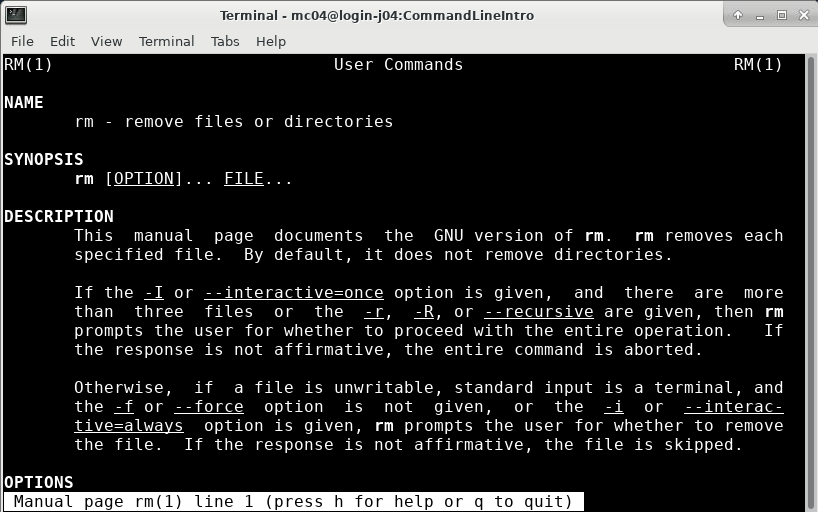 Terminal - mc04@login-j04:CommandLineIntro
File Edit View Terminal Tabs Help
RM(1) User Commands RM(1)
NAME
rm - remove files or directories
SYNOPSIS
rm [OPTION]... FILE...
DESCRIPTION
This manual page documents the GNU version of rm. rm removes each
specified file. By default, it does not remove directories.
If the -I or --interactive=once option is given, and there are more
than three files or the -r, -R, or --recursive are given, then rm
prompts the user for whether to proceed with the entire operation. If
the response is not affirmative, the entire command is aborted.
Otherwise, if a file is unwritable, standard input is a terminal, and
the -f or --force option is not given, or the -i or --interac-
tive=always option is given, rm prompts the user for whether to remove
the file. If the response is not affirmative, the file is skipped.
OPTIONS
Manual page rm(1) line 1 (press h for help or q to quit)